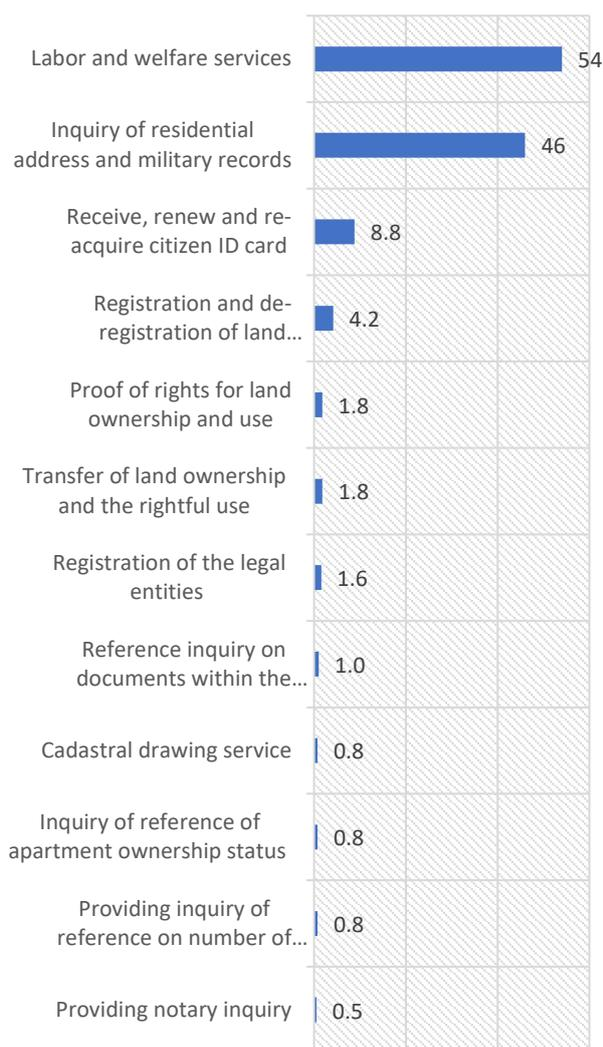 Labor and welfare services
54
Inquiry of residential
address and military records
46
Receive, renew and re-
acquire citizen ID card
8.8
Registration and de-
registration of land...
4.2
Proof of rights for land
ownership and use
1.8
Transfer of land ownership
and the rightful use
1.8
Registration of the legal
entities
1.6
Reference inquiry on
documents within the...
1.0
Cadastral drawing service
0.8
Inquiry of reference of
apartment ownership status
0.8
Providing inquiry of
reference on number of...
0.8
Providing notary inquiry
0.5